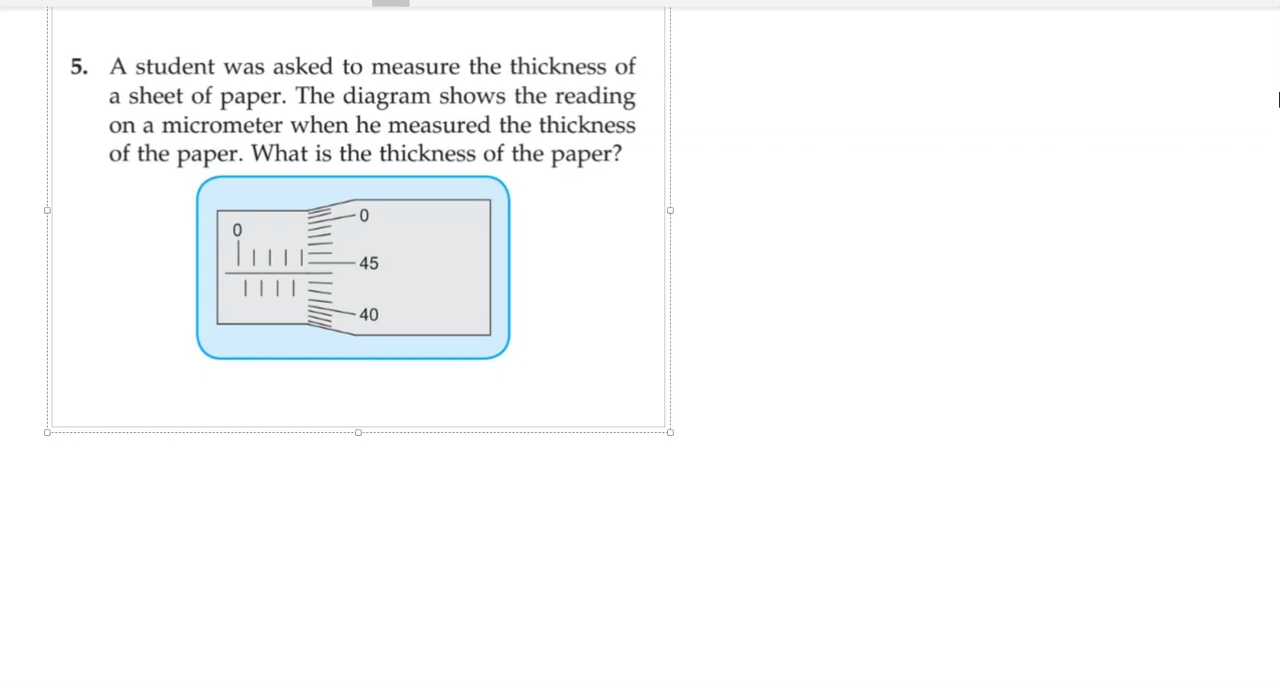 5. A student was asked to measure the thickness of
a sheet of paper. The diagram shows the reading
on a micrometer when he measured the thickness
of the paper. What is the thickness of the paper?
0
0
45
40